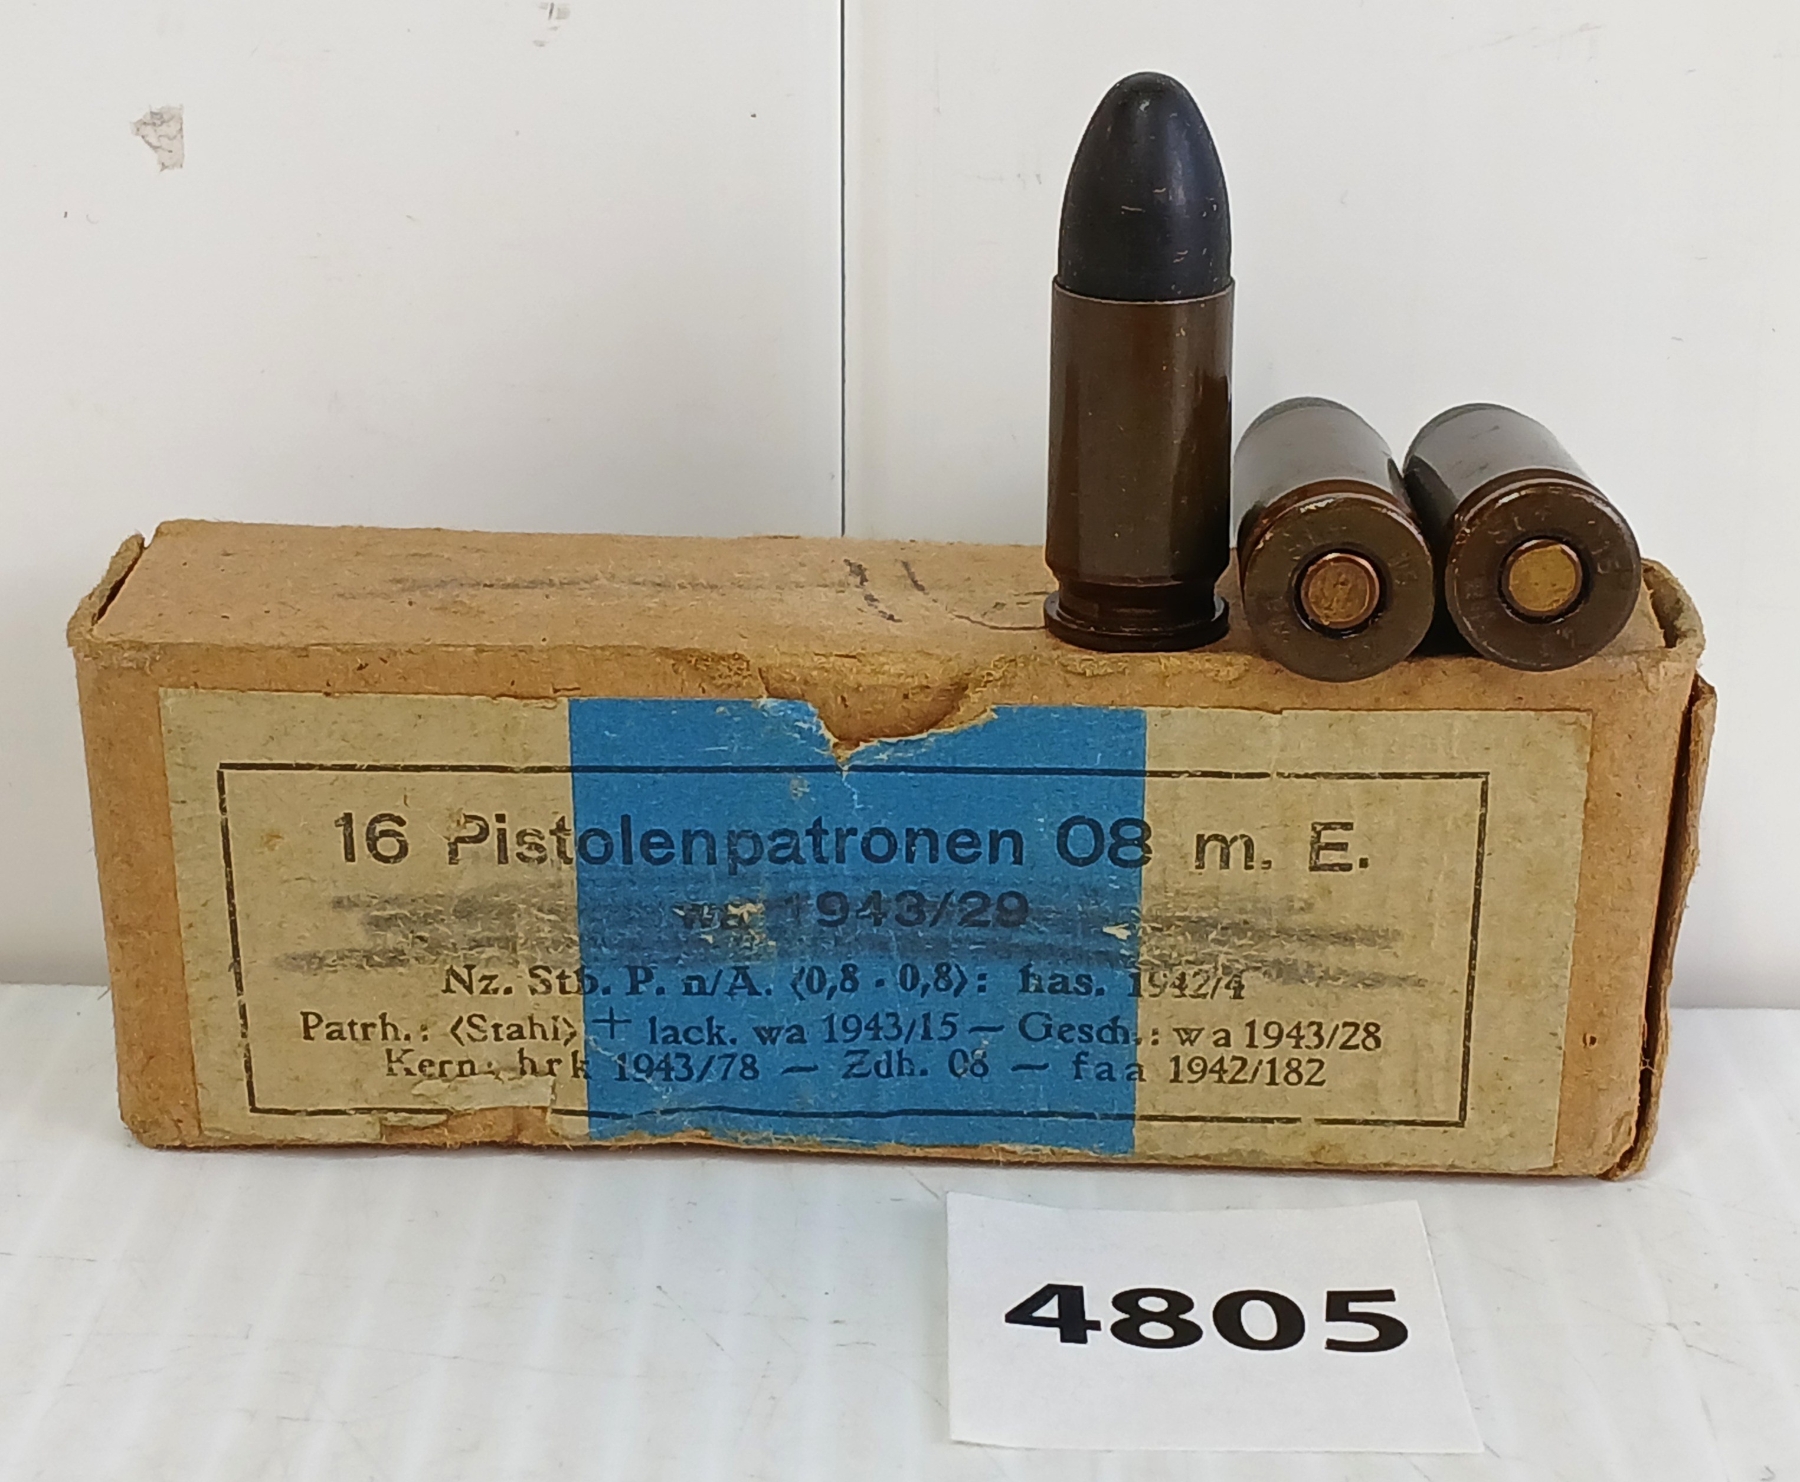 16 Pistolenpatronen 08 m. E.
wa 1943/29
Nz. Stb. P. n/A. (0,8 · 0,8): has. 1942/4
Patrh.: (Stahl) + lack. wa 1943/15 — Gesch.: wa 1943/28
Kern: hrk 1943/78 — Zdh. 08 — faa 1942/182
4805